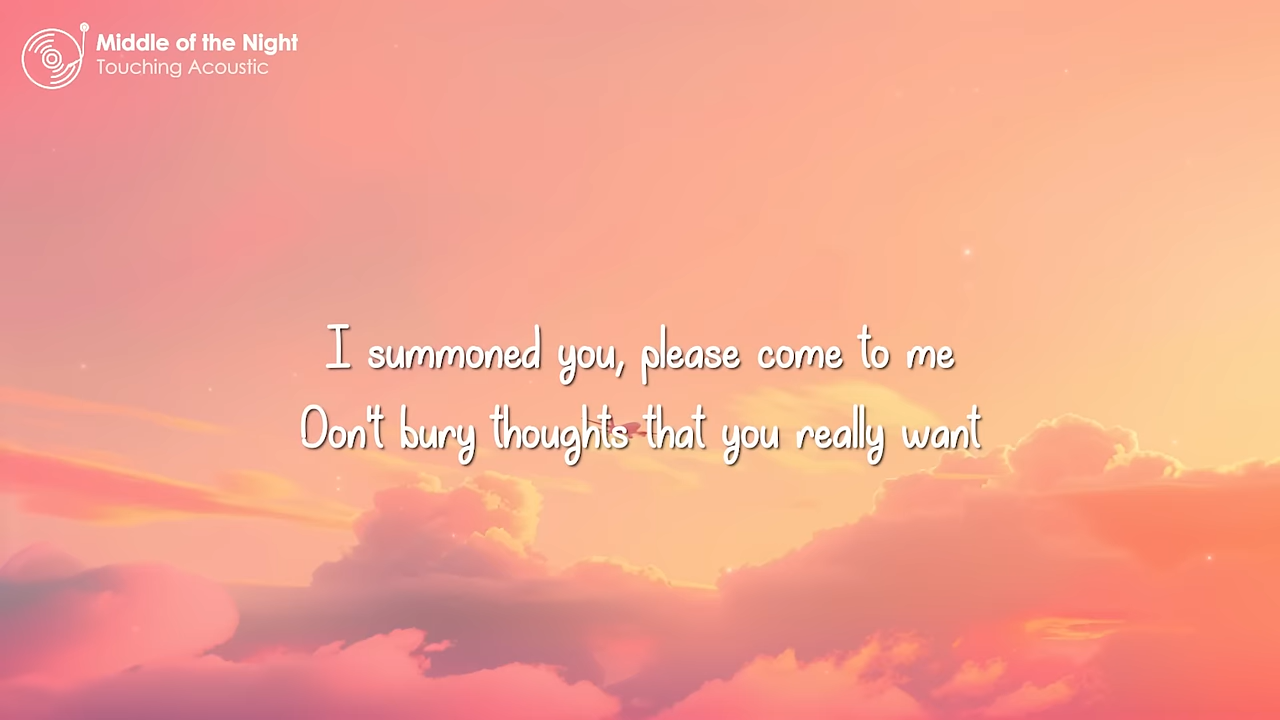 Middle of the Night
Touching Acoustic
I summoned you, please come to me
Don't bury thoughts that you really want